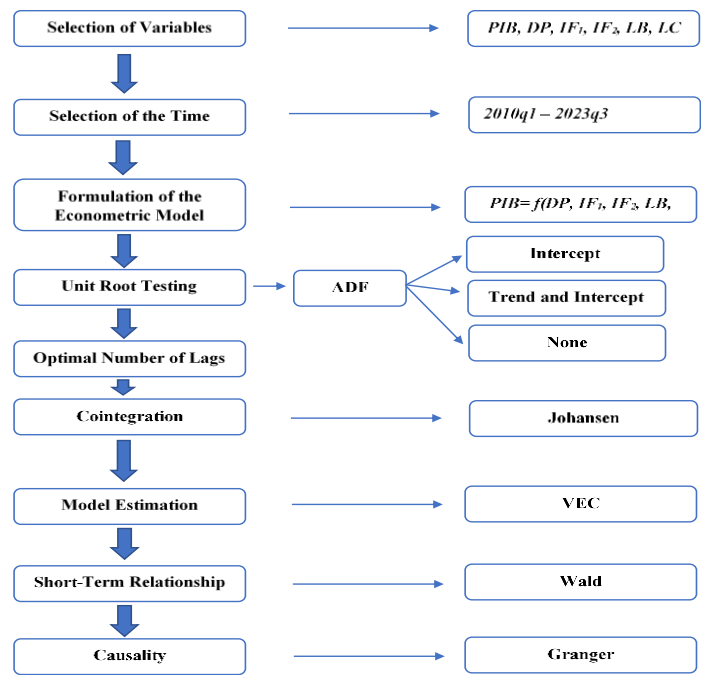 Selection of Variables
PIB, DP, IF₁, IF₂, LB, LC
Selection of the Time
2010q1 – 2023q3
Formulation of the
Econometric Model
PIB= f(DP, IF₁, IF₂, LB,
Unit Root Testing
ADF
Intercept
Trend and Intercept
None
Optimal Number of Lags
Cointegration
Johansen
Model Estimation
VEC
Short-Term Relationship
Wald
Causality
Granger